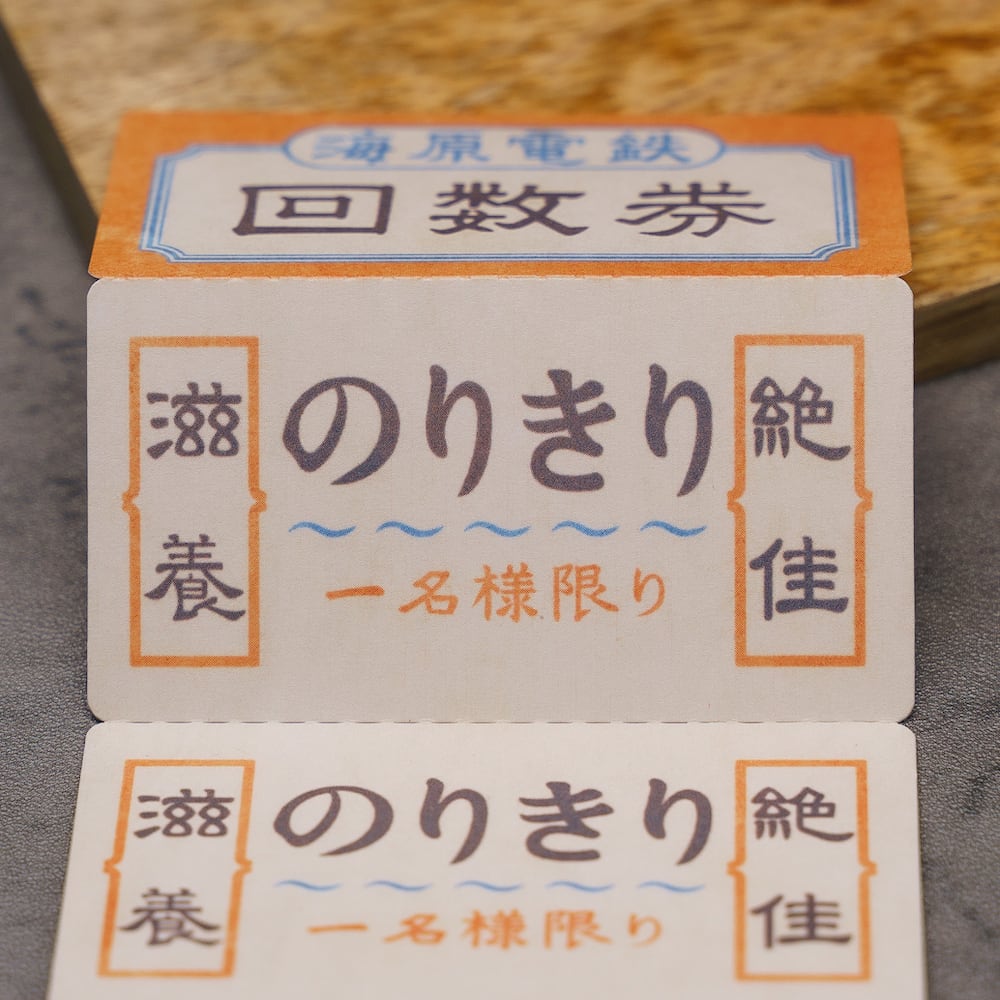 海原電鉄
回数券
滋養
のりきり
一名様限り
絶佳
滋養
のりきり
一名様限り
絶佳